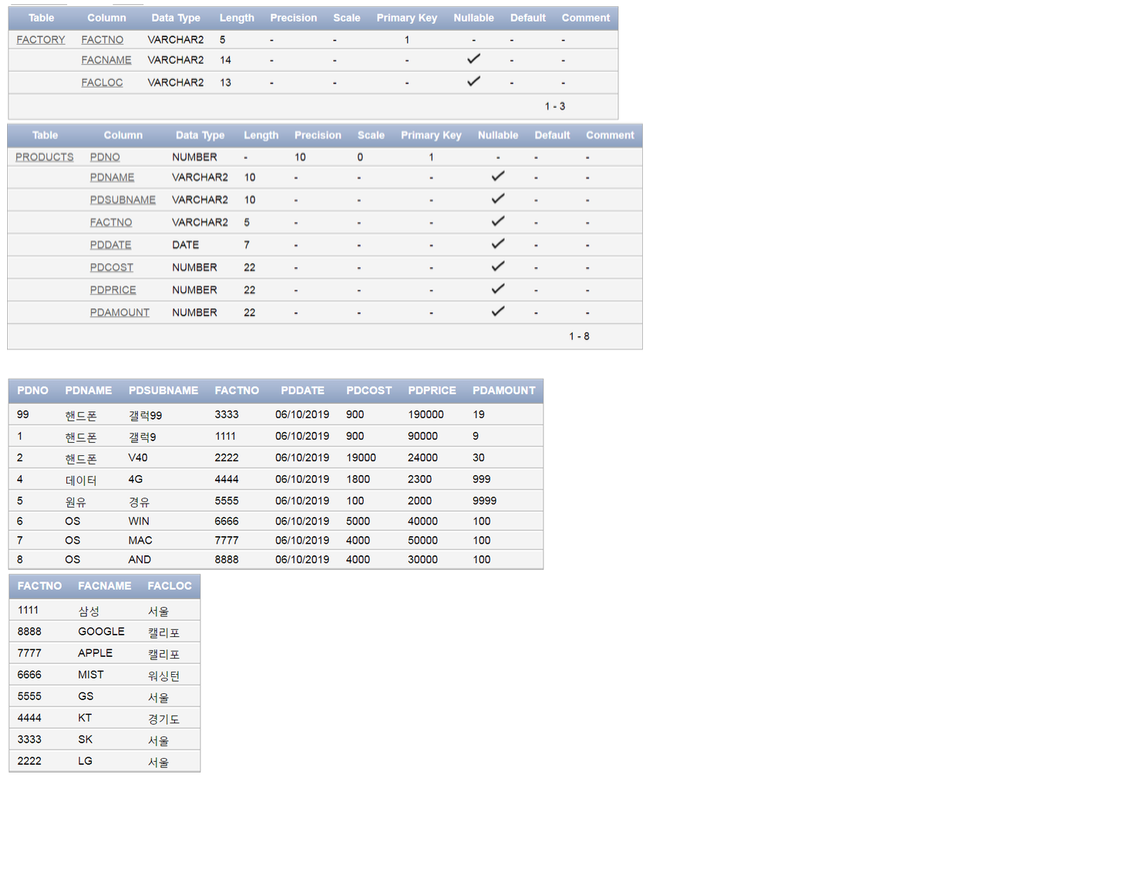 Table Column Data Type Length Precision Scale Primary Key Nullable Default Comment
FACTORY FACTNO VARCHAR2 5 - - 1 - - -
FACNAME VARCHAR2 14 - - - ✓ - -
FACLOC VARCHAR2 13 - - - ✓ - -
1 - 3
Table Column Data Type Length Precision Scale Primary Key Nullable Default Comment
PRODUCTS PDNO NUMBER - 10 0 1 - - -
PDNAME VARCHAR2 10 - - - ✓ - -
PDSUBNAME VARCHAR2 10 - - - ✓ - -
FACTNO VARCHAR2 5 - - - ✓ - -
PDDATE DATE 7 - - - ✓ - -
PDCOST NUMBER 22 - - - ✓ - -
PDPRICE NUMBER 22 - - - ✓ - -
PDAMOUNT NUMBER 22 - - - ✓ - -
1 - 8
PDNO PDNAME PDSUBNAME FACTNO PDDATE PDCOST PDPRICE PDAMOUNT
99 핸드폰 갤럭99 3333 06/10/2019 900 190000 19
1 핸드폰 갤럭9 1111 06/10/2019 900 90000 9
2 핸드폰 V40 2222 06/10/2019 19000 24000 30
4 데이터 4G 4444 06/10/2019 1800 2300 999
5 원유 경유 5555 06/10/2019 100 2000 9999
6 OS WIN 6666 06/10/2019 5000 40000 100
7 OS MAC 7777 06/10/2019 4000 50000 100
8 OS AND 8888 06/10/2019 4000 30000 100
FACTNO FACNAME FACLOC
1111 삼성 서울
8888 GOOGLE 캘리포
7777 APPLE 캘리포
6666 MIST 워싱턴
5555 GS 서울
4444 KT 경기도
3333 SK 서울
2222 LG 서울